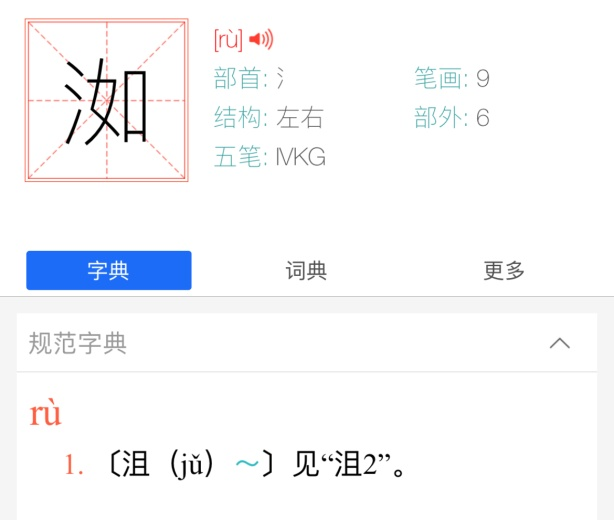 洳
[rù]
部首: 氵 笔画: 9
结构: 左右 部外: 6
五笔: IVKG
字典 词典 更多
规范字典
rù
1. 〔沮（jǔ）～〕见“沮2”。